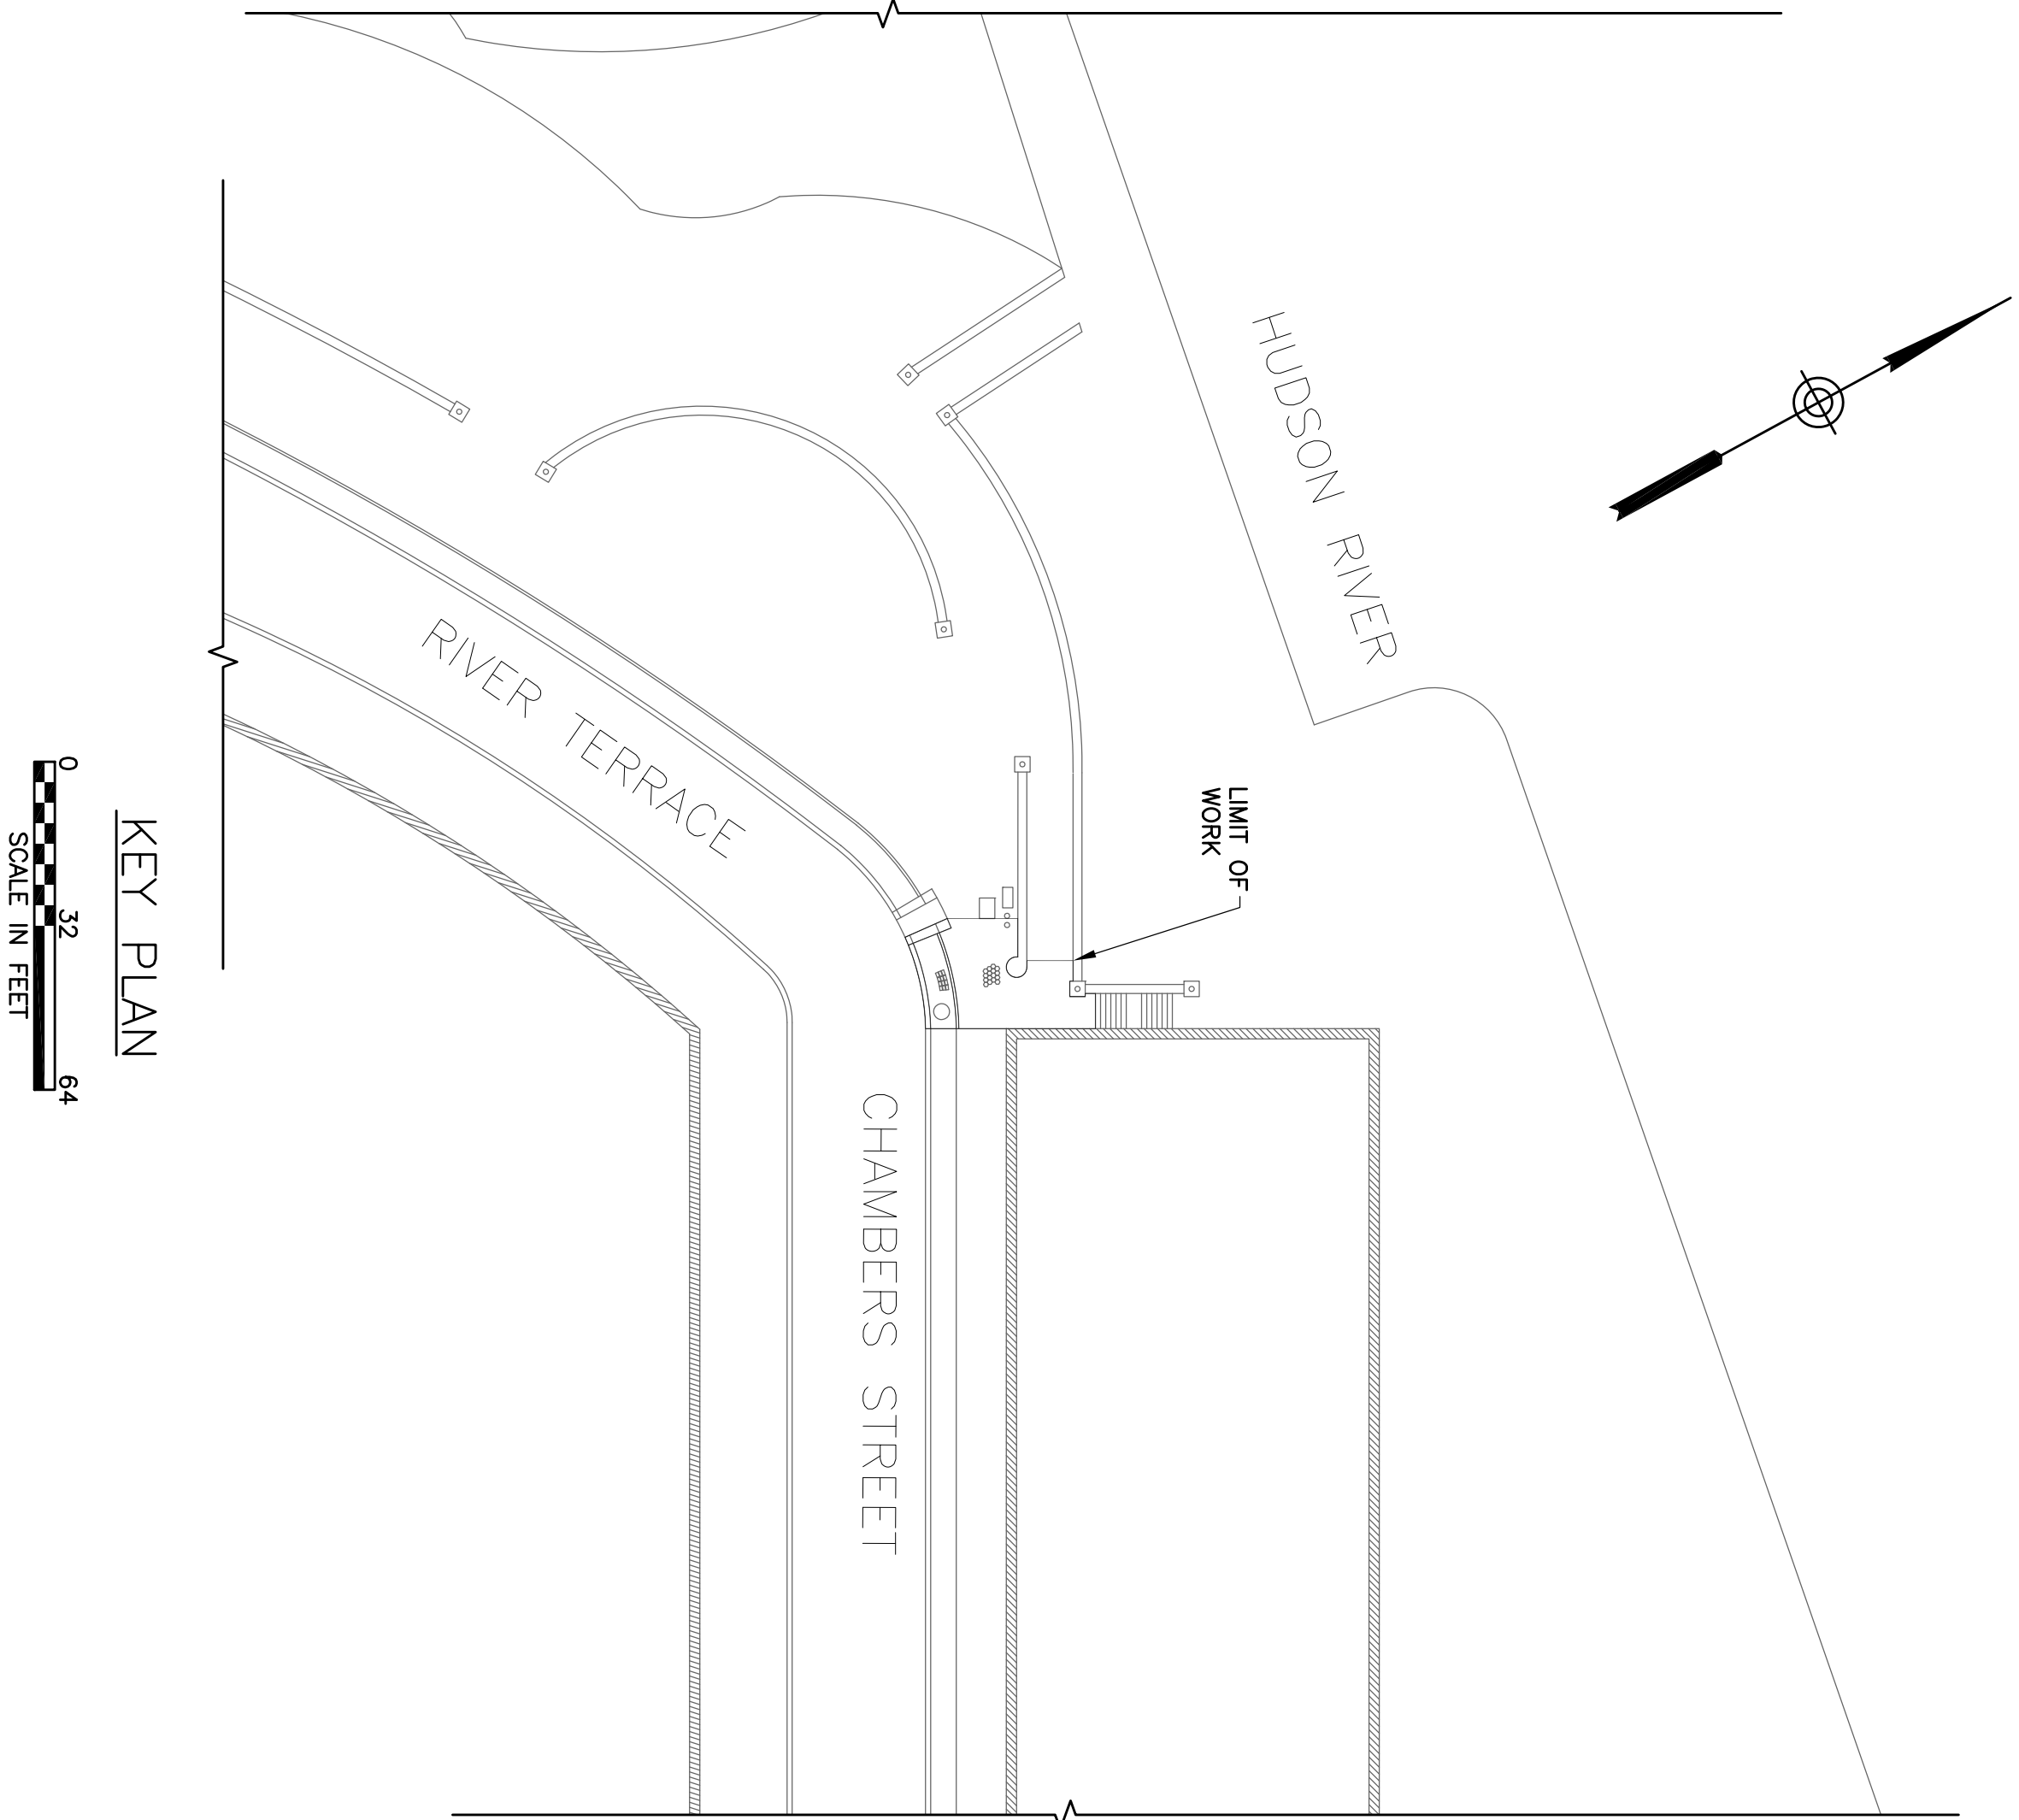 HUDSON RIVER
LIMIT OF
WORK
RIVER TERRACE
CHAMBERS STREET
KEY PLAN
0 32 64
SCALE IN FEET